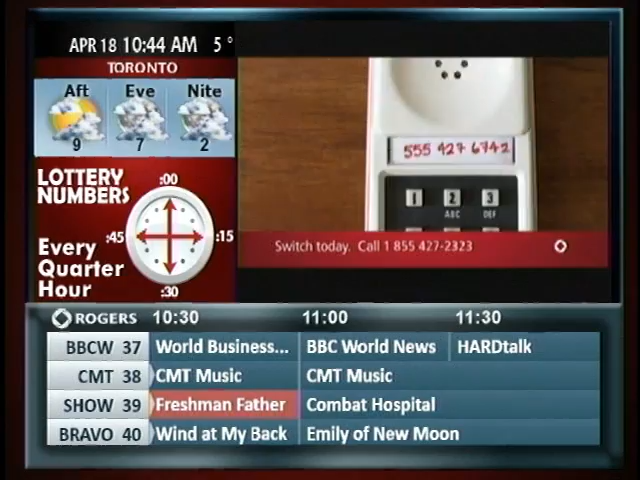 APR 18 10:44 AM 5°
TORONTO
Aft Eve Nite
9 7 2
LOTTERY
NUMBERS
:00
:45 :15
:30
Every
Quarter
Hour
555 427 6742
1 2 3
ABC DEF
Switch today. Call 1 855 427-2323
ROGERS 10:30 11:00 11:30
BBCW 37 World Business... BBC World News HARDtalk
CMT 38 CMT Music CMT Music
SHOW 39 Freshman Father Combat Hospital
BRAVO 40 Wind at My Back Emily of New Moon